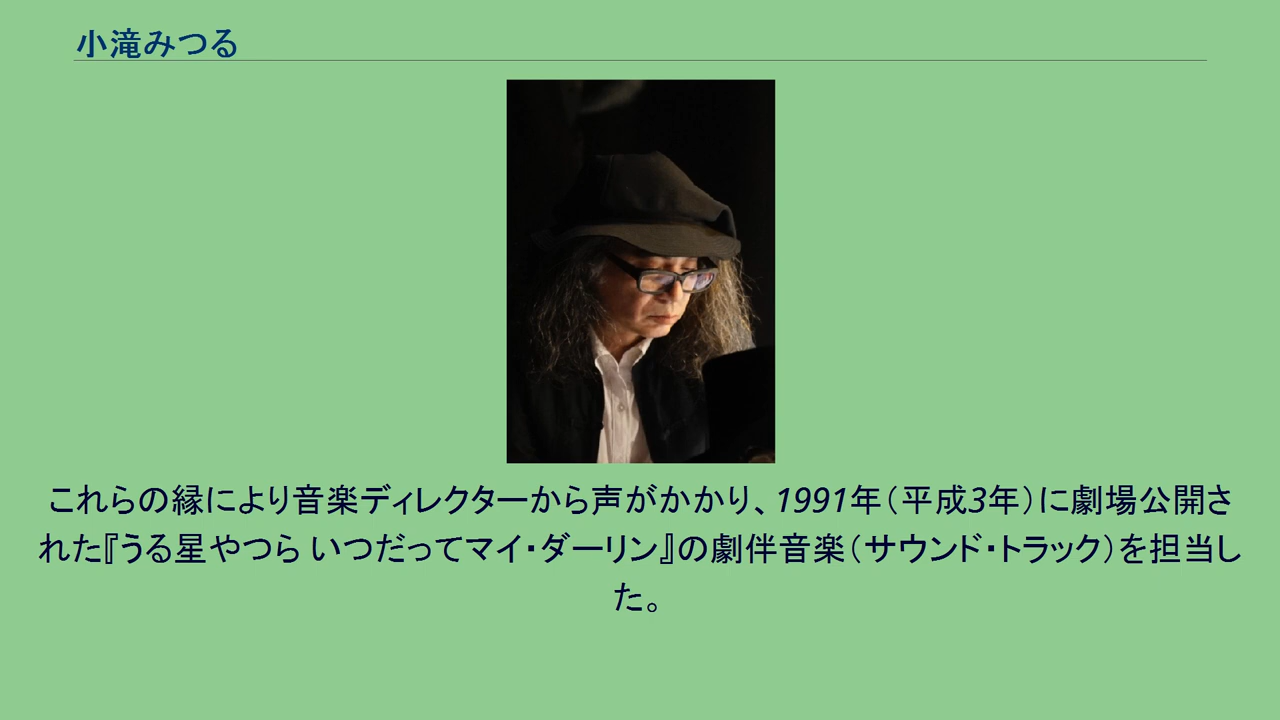 小滝みつる
これらの縁により音楽ディレクターから声がかかり、1991年（平成3年）に劇場公開さ
れた『うる星やつら いつだってマイ・ダーリン』の劇伴音楽（サウンド・トラック）を担当し
た。